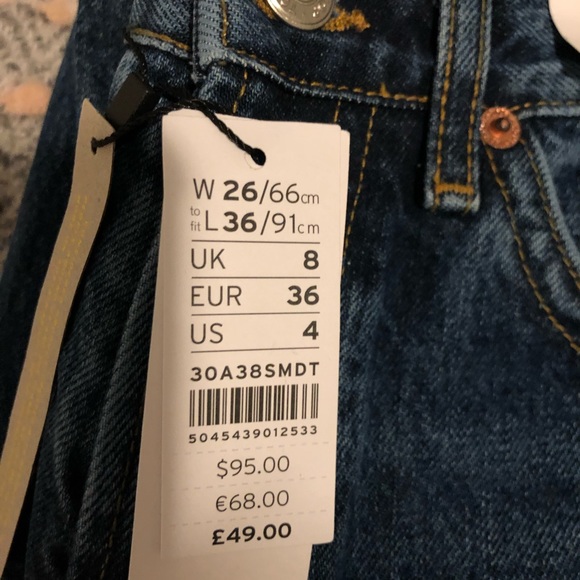 W 26/66cm
to fit L 36/91cm
UK 8
EUR 36
US 4
30A38SMDT
5045439012533
$95.00
€68.00
£49.00